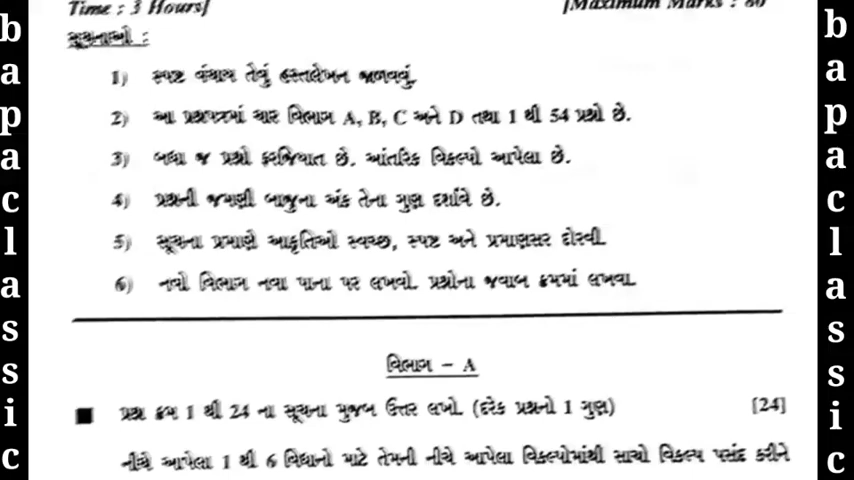 Time : 3 Hours]
[Maximum Marks : 80
સૂચનાઓ :
1) સ્પષ્ટ વંચાય તેવું હસ્તલેખન જાળવવું.
2) આ પ્રશ્નપત્રમાં ચાર વિભાગ A, B, C અને D તથા 1 થી 54 પ્રશ્નો છે.
3) બધા જ પ્રશ્નો ફરજિયાત છે. આંતરિક વિકલ્પો આપેલા છે.
4) પ્રશ્નની જમણી બાજુના અંક તેના ગુણ દર્શાવે છે.
5) સૂચના પ્રમાણે આકૃતિઓ સ્વચ્છ, સ્પષ્ટ અને પ્રમાણસર દોરવી.
6) નવો વિભાગ નવા પાના પર લખવો. પ્રશ્નોના જવાબ ક્રમમાં લખવા.
વિભાગ – A
■ પ્રશ્ન ક્રમ 1 થી 24 ના સૂચના મુજબ ઉત્તર લખો. (દરેક પ્રશ્નનો 1 ગુણ) [24]
નીચે આપેલા 1 થી 6 વિધાનો માટે તેમની નીચે આપેલા વિકલ્પોમાંથી સાચો વિકલ્પ પસંદ કરીને
bapaclassic
bapaclassic